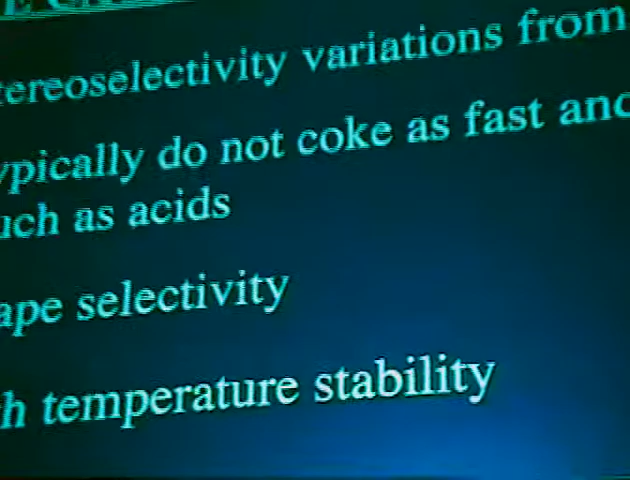 tereoselectivity variations from
ypically do not coke as fast and
uch as acids
ape selectivity
h temperature stability